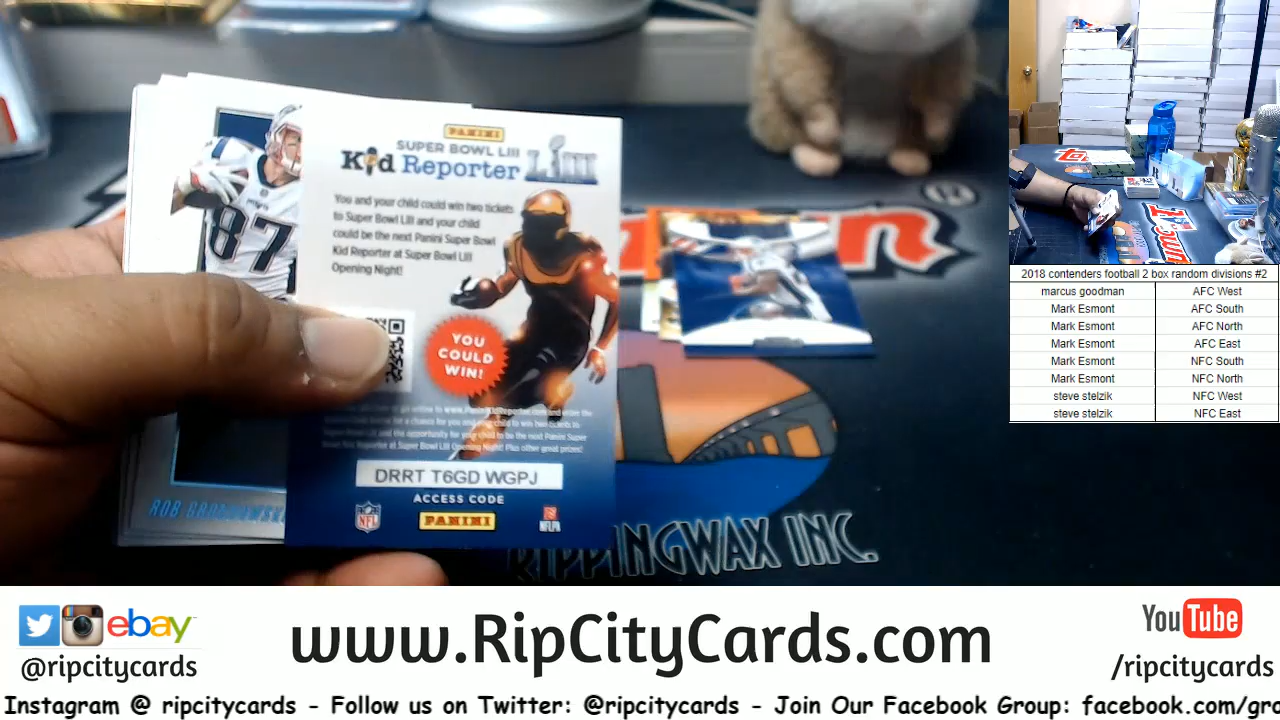 87
ROB GRONKOWSKI
PANINI
SUPER BOWL LIII
Kid Reporter LIII
You and your child could win two tickets
to Super Bowl LIII and your child
could be the next Panini Super Bowl
Kid Reporter at Super Bowl LIII
Opening Night!
YOU
COULD
WIN!
DRRT T6GD WGPJ
ACCESS CODE
NFL
PANINI
NFLPA
RIPPINGWAX INC.
2018 contenders football 2 box random divisions #2
marcus goodman AFC West
Mark Esmont AFC South
Mark Esmont AFC North
Mark Esmont AFC East
Mark Esmont NFC South
Mark Esmont NFC North
steve stelzik NFC West
steve stelzik NFC East
ebay
@ripcitycards
www.RipCityCards.com
YouTube
/ripcitycards
Instagram @ ripcitycards - Follow us on Twitter: @ripcitycards - Join Our Facebook Group: facebook.com/gro